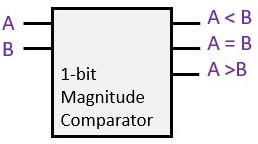 A
B
1-bit
Magnitude
Comparator
A < B
A = B
A >B